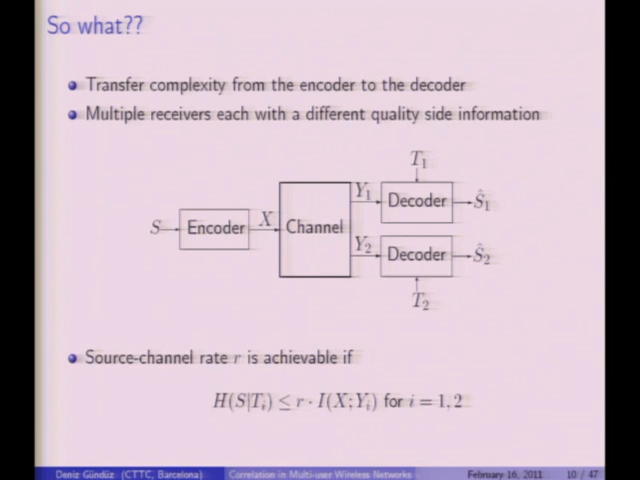 So what??
Transfer complexity from the encoder to the decoder
Multiple receivers each with a different quality side information
T₁
S Encoder X Channel Y₁ Decoder Ŝ₁
Y₂ Decoder Ŝ₂
T₂
Source-channel rate r is achievable if
H(S|Tᵢ) ≤ r · I(X; Yᵢ) for i = 1, 2
Deniz Gündüz (CTTC, Barcelona) Correlation in Multi-user Wireless Networks February 16, 2011 10 / 47